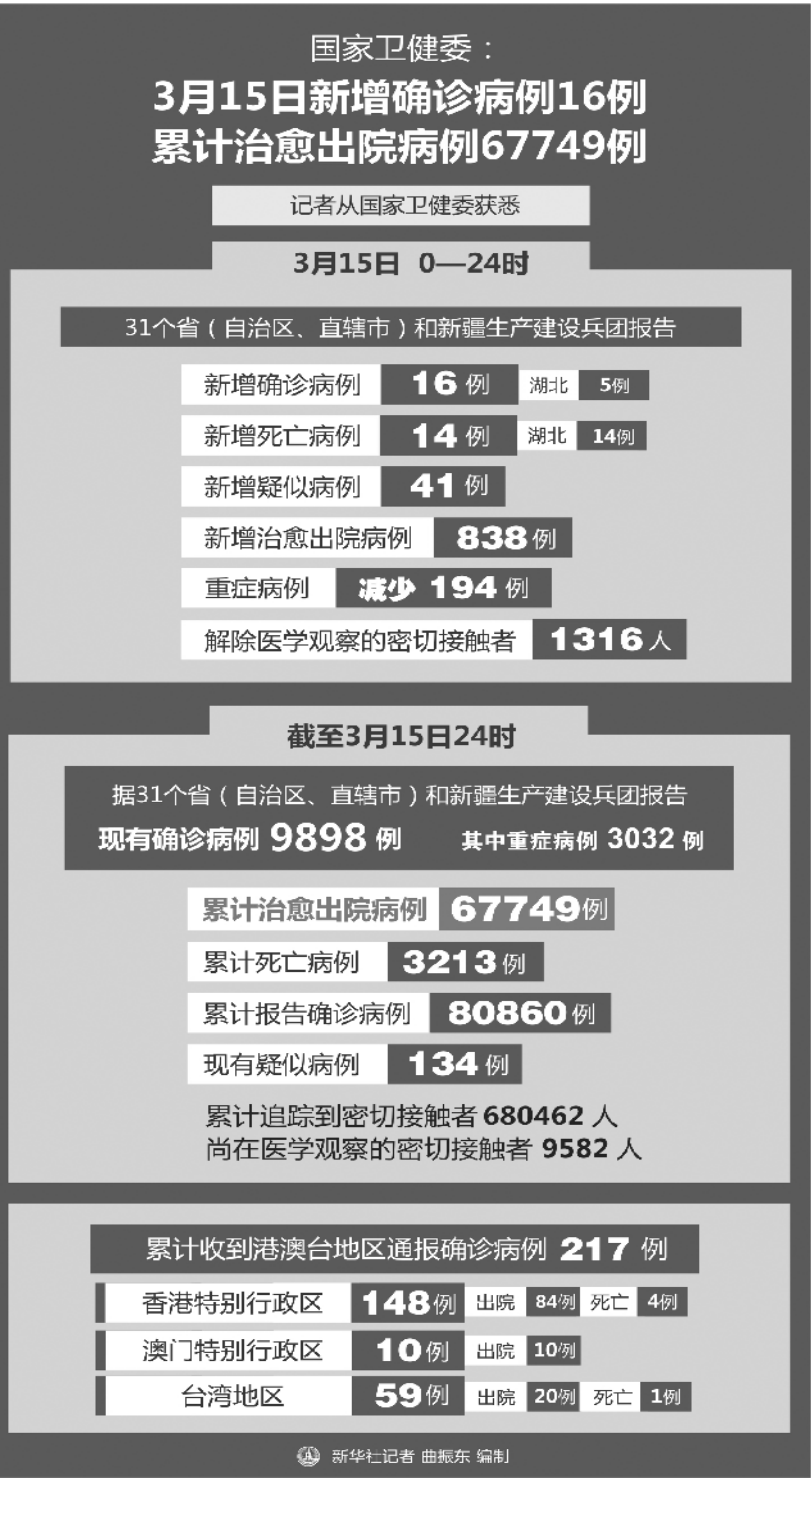 国家卫健委：
3月15日新增确诊病例16例
累计治愈出院病例67749例
记者从国家卫健委获悉
3月15日 0—24时
31个省（自治区、直辖市）和新疆生产建设兵团报告
新增确诊病例 16 例 湖北 5例
新增死亡病例 14 例 湖北 14例
新增疑似病例 41 例
新增治愈出院病例 838 例
重症病例 减少 194 例
解除医学观察的密切接触者 1316 人
截至3月15日24时
据31个省（自治区、直辖市）和新疆生产建设兵团报告
现有确诊病例 9898 例 其中重症病例 3032 例
累计治愈出院病例 67749例
累计死亡病例 3213 例
累计报告确诊病例 80860 例
现有疑似病例 134 例
累计追踪到密切接触者 680462 人
尚在医学观察的密切接触者 9582 人
累计收到港澳台地区通报确诊病例 217 例
香港特别行政区 148例 出院 84例 死亡 4例
澳门特别行政区 10例 出院 10例
台湾地区 59例 出院 20例 死亡 1例
新华社记者 曲振东 编制